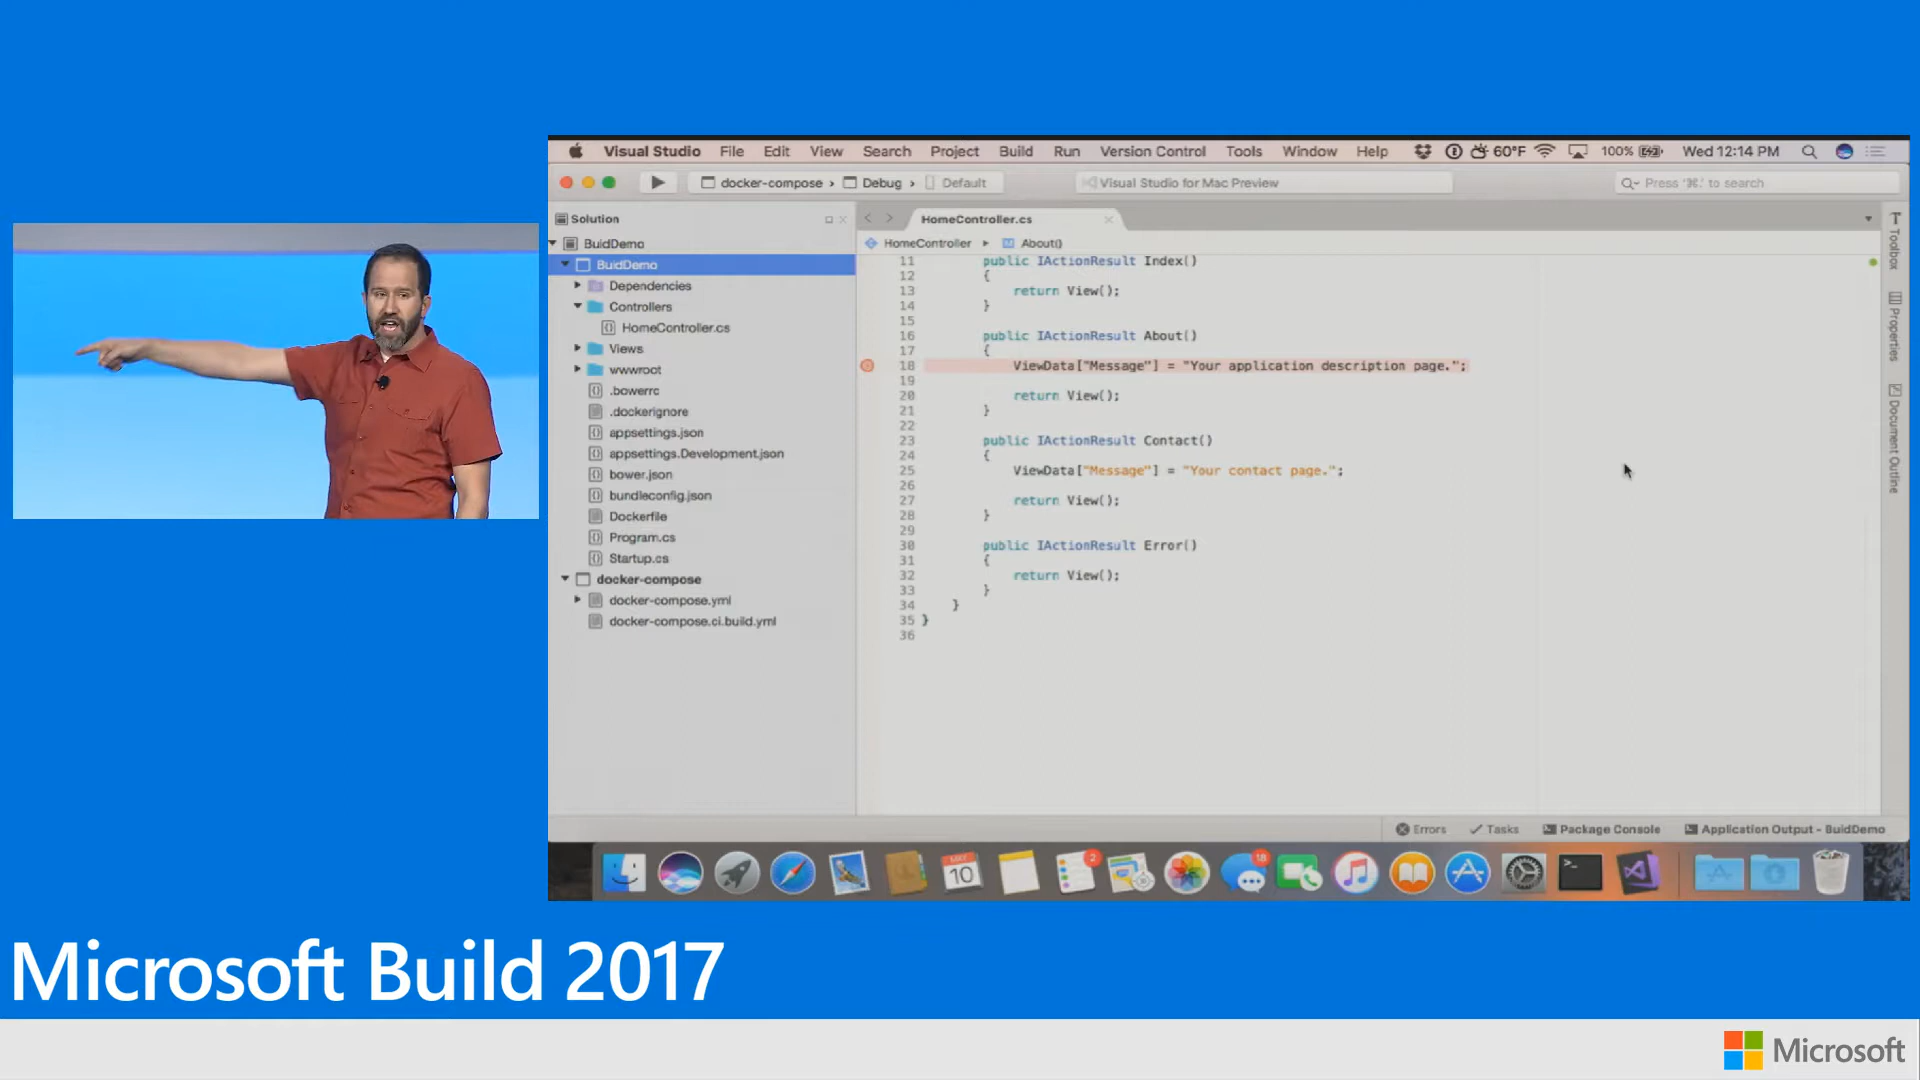 Visual Studio File Edit View Search Project Build Run Version Control Tools Window Help 60°F 100% Wed 12:14 PM
docker-compose › Debug › Default Visual Studio for Mac Preview Press '⌘.' to search
Solution
BuidDemo
BuidDemo
Dependencies
Controllers
HomeController.cs
Views
wwwroot
.bowerrc
.dockerignore
appsettings.json
appsettings.Development.json
bower.json
bundleconfig.json
Dockerfile
Program.cs
Startup.cs
docker-compose
docker-compose.yml
docker-compose.ci.build.yml
HomeController.cs
HomeController ▸ About()
11 public IActionResult Index()
12 {
13 return View();
14 }
15
16 public IActionResult About()
17 {
18 ViewData["Message"] = "Your application description page.";
19
20 return View();
21 }
22
23 public IActionResult Contact()
24 {
25 ViewData["Message"] = "Your contact page.";
26
27 return View();
28 }
29
30 public IActionResult Error()
31 {
32 return View();
33 }
34 }
35 }
36
Toolbox
Properties
Document Outline
Errors Tasks Package Console Application Output - BuidDemo
MAY
10
2
18
Microsoft Build 2017
Microsoft